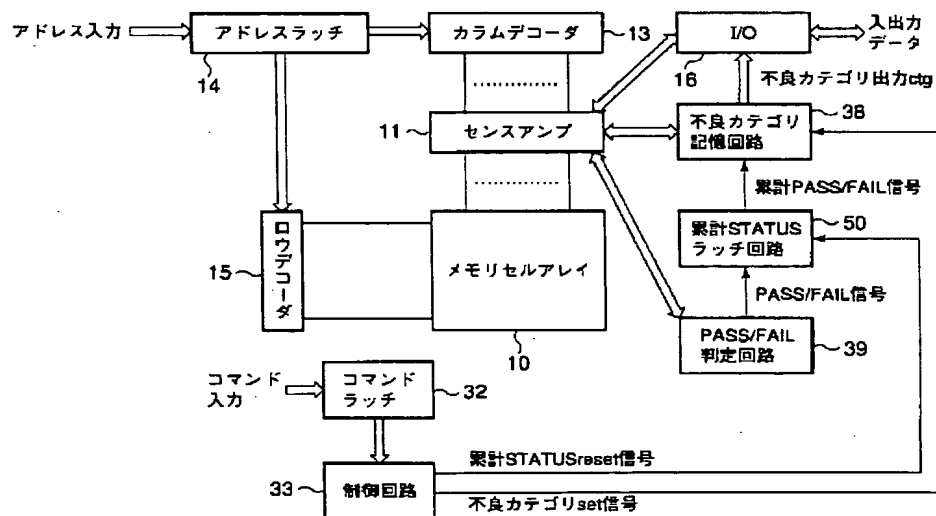 アドレス入力
アドレスラッチ
14
カラムデコーダ
13
I/O
16
入出力
データ
不良カテゴリ出力ctg
11
センスアンプ
不良カテゴリ
記憶回路
38
累計PASS/FAIL信号
15
ロウデコーダ
メモリセルアレイ
10
累計STATUS
ラッチ回路
50
PASS/FAIL信号
PASS/FAIL
判定回路
39
コマンド
入力
コマンド
ラッチ
32
33
制御回路
累計STATUSreset信号
不良カテゴリset信号